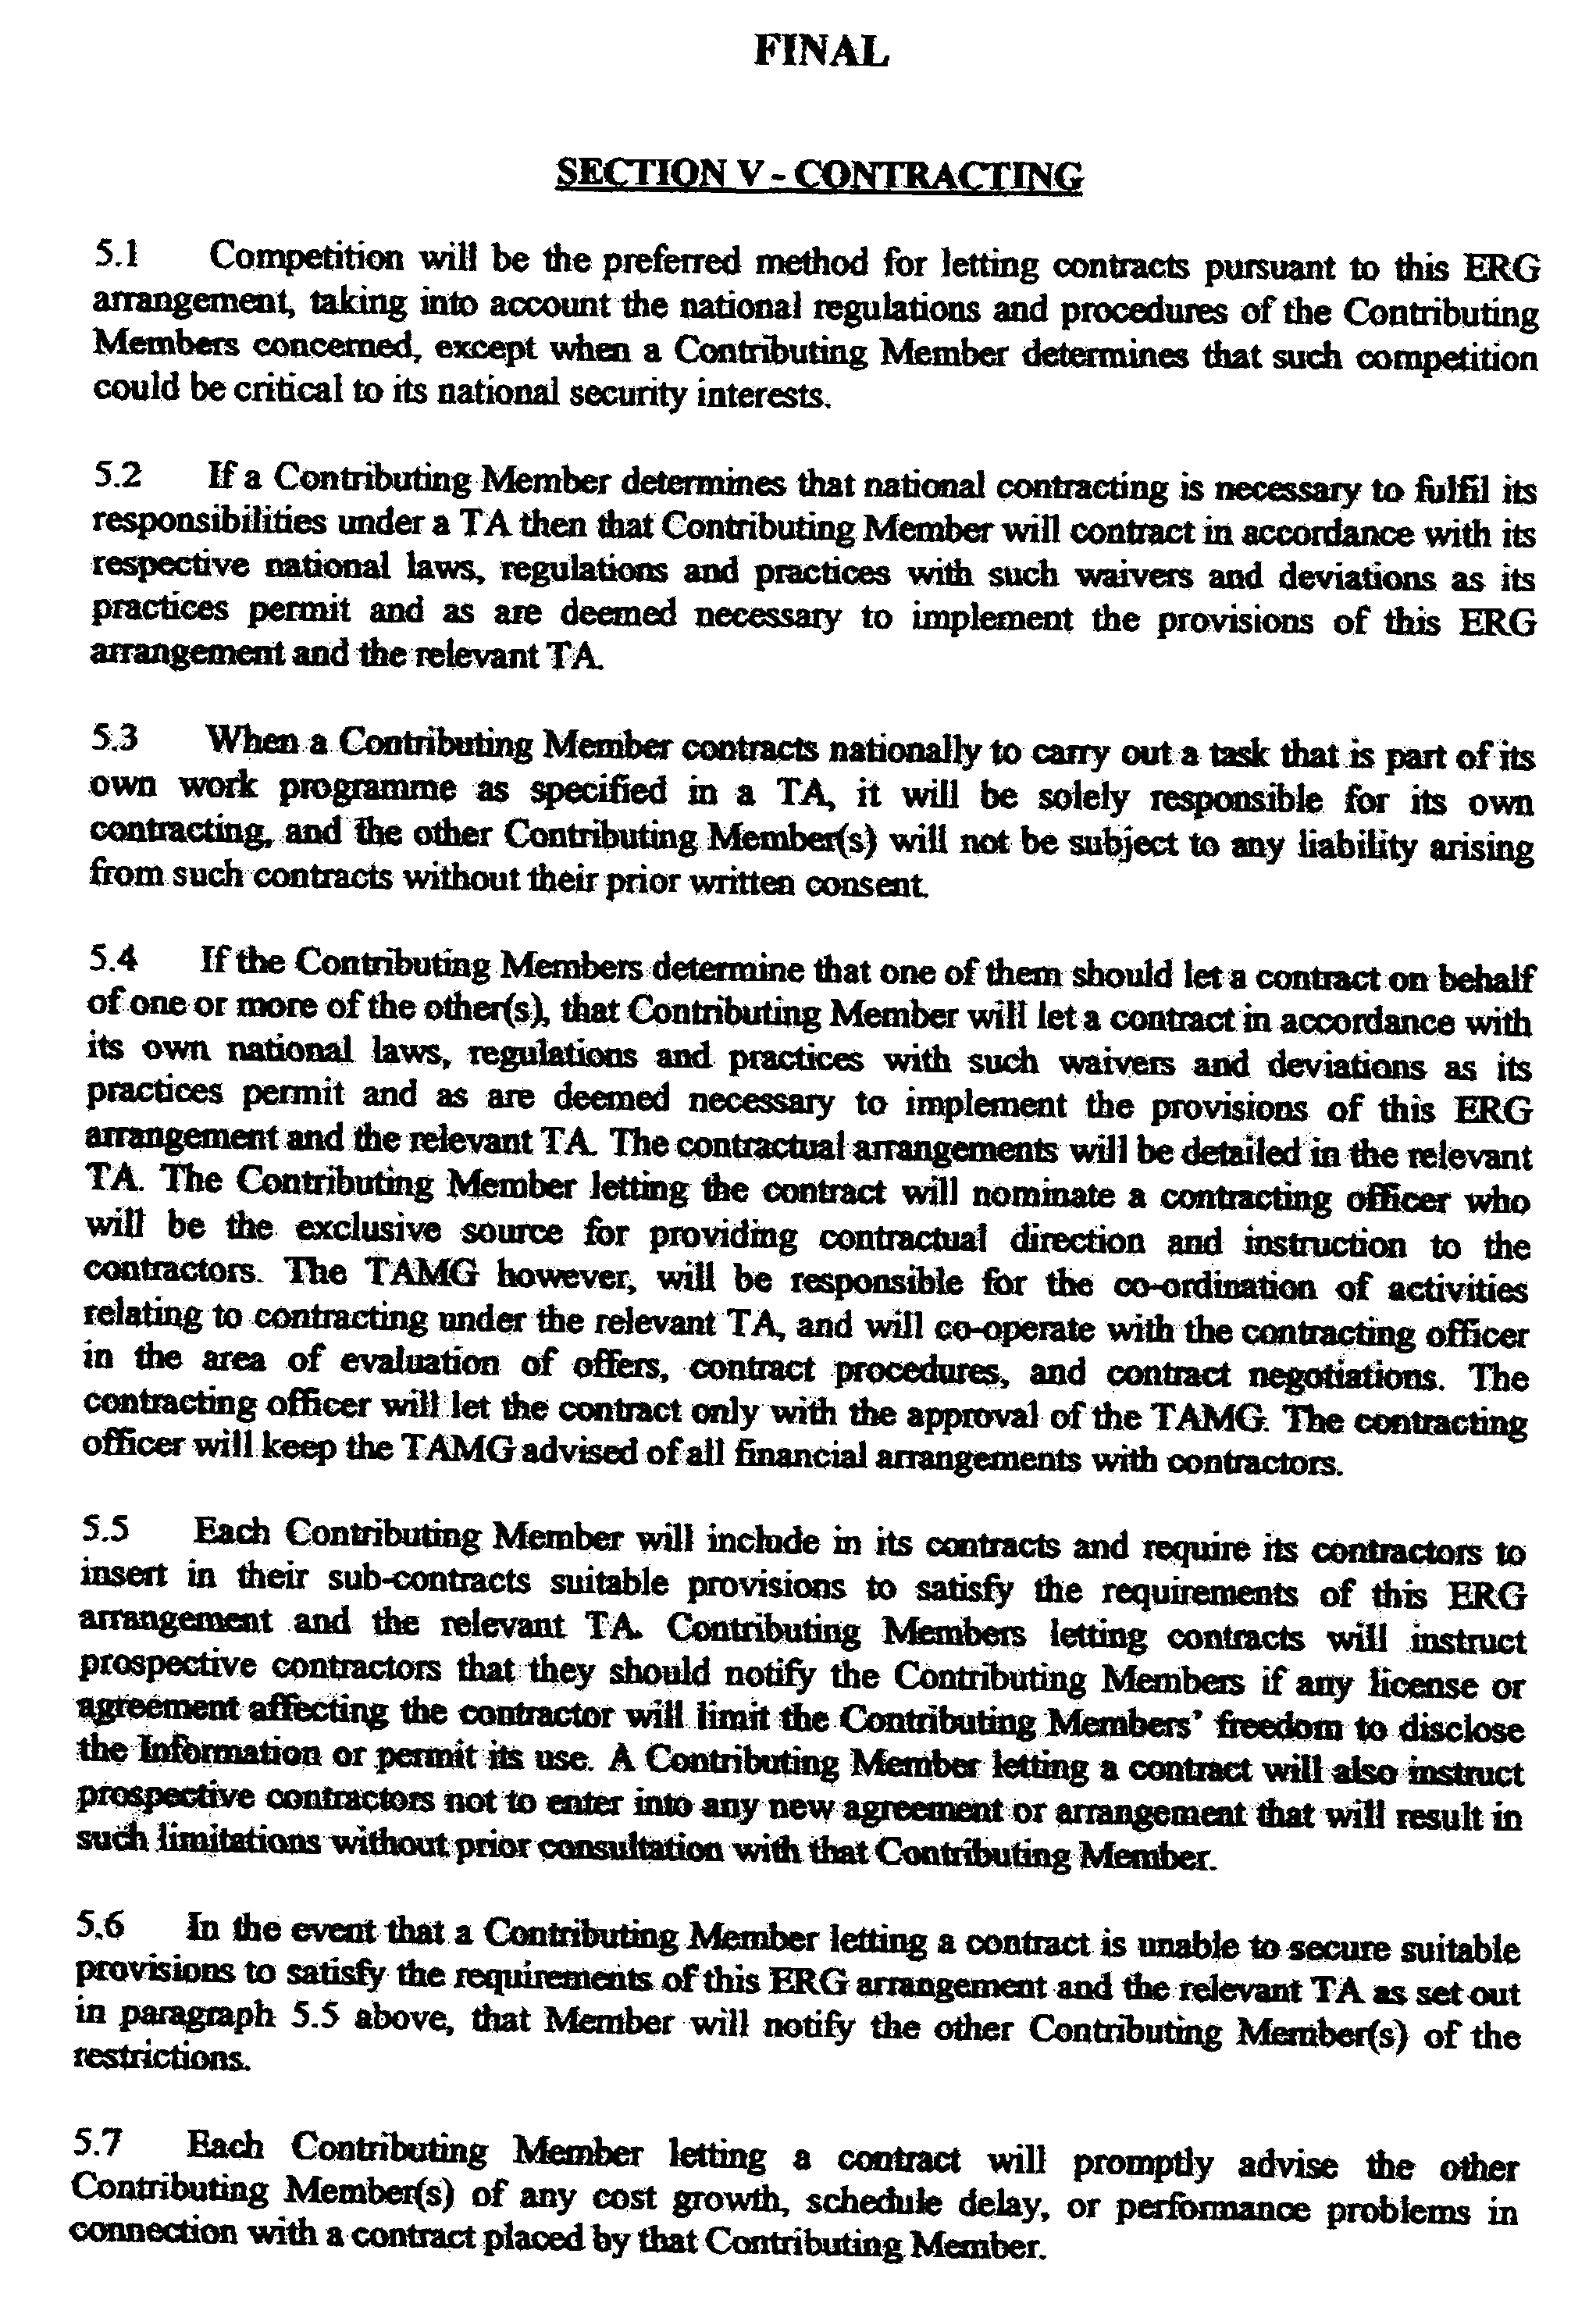 FINAL
SECTION V - CONTRACTING
5.1 Competition will be the preferred method for letting contracts pursuant to this ERG
arrangement, taking into account the national regulations and procedures of the Contributing
Members concerned, except when a Contributing Member determines that such competition
could be critical to its national security interests.
5.2 If a Contributing Member determines that national contracting is necessary to fulfil its
responsibilities under a TA then that Contributing Member will contract in accordance with its
respective national laws, regulations and practices with such waivers and deviations as its
practices permit and as are deemed necessary to implement the provisions of this ERG
arrangement and the relevant TA.
5.3 When a Contributing Member contracts nationally to carry out a task that is part of its
own work programme as specified in a TA, it will be solely responsible for its own
contracting, and the other Contributing Member(s) will not be subject to any liability arising
from such contracts without their prior written consent.
5.4 If the Contributing Members determine that one of them should let a contract on behalf
of one or more of the other(s), that Contributing Member will let a contract in accordance with
its own national laws, regulations and practices with such waivers and deviations as its
practices permit and as are deemed necessary to implement the provisions of this ERG
arrangement and the relevant TA. The contractual arrangements will be detailed in the relevant
TA. The Contributing Member letting the contract will nominate a contracting officer who
will be the exclusive source for providing contractual direction and instruction to the
contractors. The TAMG however, will be responsible for the co-ordination of activities
relating to contracting under the relevant TA, and will co-operate with the contracting officer
in the area of evaluation of offers, contract procedures, and contract negotiations. The
contracting officer will let the contract only with the approval of the TAMG. The contracting
officer will keep the TAMG advised of all financial arrangements with contractors.
5.5 Each Contributing Member will include in its contracts and require its contractors to
insert in their sub-contracts suitable provisions to satisfy the requirements of this ERG
arrangement and the relevant TA. Contributing Members letting contracts will instruct
prospective contractors that they should notify the Contributing Members if any license or
agreement affecting the contractor will limit the Contributing Members' freedom to disclose
the Information or permit its use. A Contributing Member letting a contract will also instruct
prospective contractors not to enter into any new agreement or arrangement that will result in
such limitations without prior consultation with that Contributing Member.
5.6 In the event that a Contributing Member letting a contract is unable to secure suitable
provisions to satisfy the requirements of this ERG arrangement and the relevant TA as set out
in paragraph 5.5 above, that Member will notify the other Contributing Member(s) of the
restrictions.
5.7 Each Contributing Member letting a contract will promptly advise the other
Contributing Member(s) of any cost growth, schedule delay, or performance problems in
connection with a contract placed by that Contributing Member.